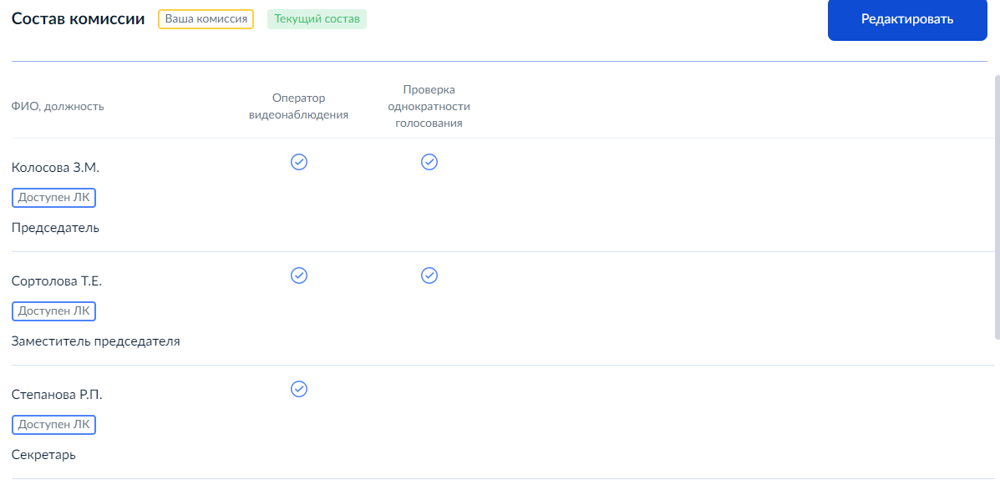 Состав комиссии Ваша комиссия Текущий состав Редактировать
ФИО, должность
Оператор
видеонаблюдения
Проверка
однократности
голосования
Колосова З.М.
Доступен ЛК
Председатель
Сортолова Т.Е.
Доступен ЛК
Заместитель председателя
Степанова Р.П.
Доступен ЛК
Секретарь